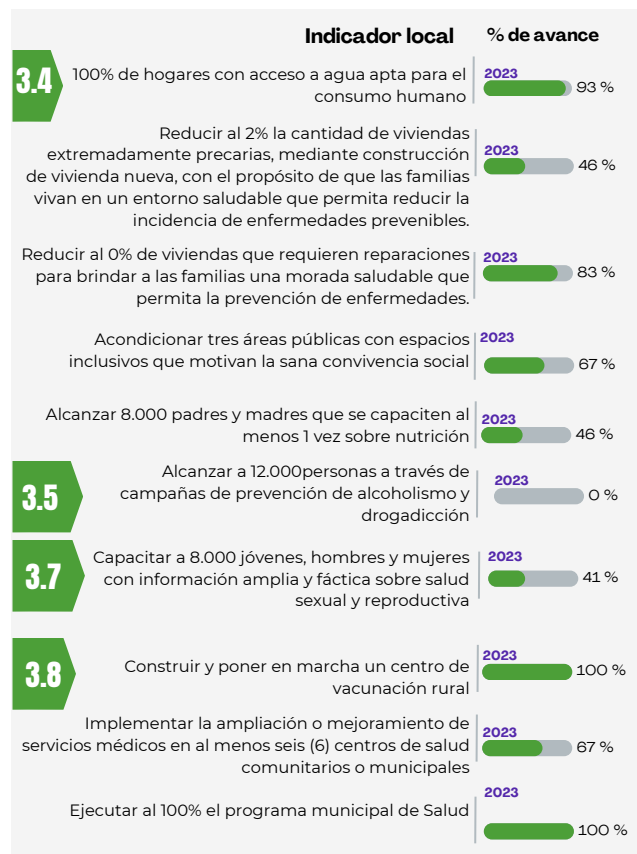 Indicador local % de avance
3.4
100% de hogares con acceso a agua apta para el
consumo humano
2023
93 %
Reducir al 2% la cantidad de viviendas
extremadamente precarias, mediante construcción
de vivienda nueva, con el propósito de que las familias
vivan en un entorno saludable que permita reducir la
incidencia de enfermedades prevenibles.
2023
46 %
Reducir al 0% de viviendas que requieren reparaciones
para brindar a las familias una morada saludable que
permita la prevención de enfermedades.
2023
83 %
Acondicionar tres áreas públicas con espacios
inclusivos que motivan la sana convivencia social
2023
67 %
Alcanzar 8.000 padres y madres que se capaciten al
menos 1 vez sobre nutrición
2023
46 %
3.5
Alcanzar a 12.000personas a través de
campañas de prevención de alcoholismo y
drogadicción
2023
0 %
3.7
Capacitar a 8.000 jóvenes, hombres y mujeres
con información amplia y fáctica sobre salud
sexual y reproductiva
2023
41 %
3.8
Construir y poner en marcha un centro de
vacunación rural
2023
100 %
Implementar la ampliación o mejoramiento de
servicios médicos en al menos seis (6) centros de salud
comunitarios o municipales
2023
67 %
Ejecutar al 100% el programa municipal de Salud
2023
100 %